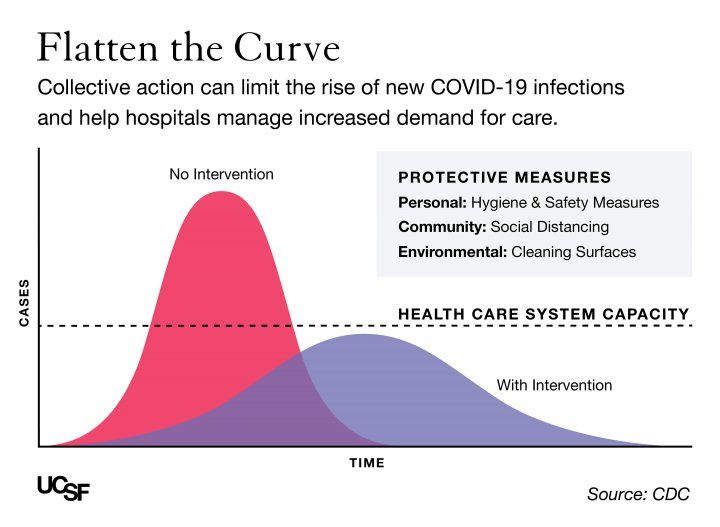 Flatten the Curve
Collective action can limit the rise of new COVID-19 infections
and help hospitals manage increased demand for care.
No Intervention
PROTECTIVE MEASURES
Personal: Hygiene & Safety Measures
Community: Social Distancing
Environmental: Cleaning Surfaces
CASES
HEALTH CARE SYSTEM CAPACITY
With Intervention
TIME
UCSF
Source: CDC